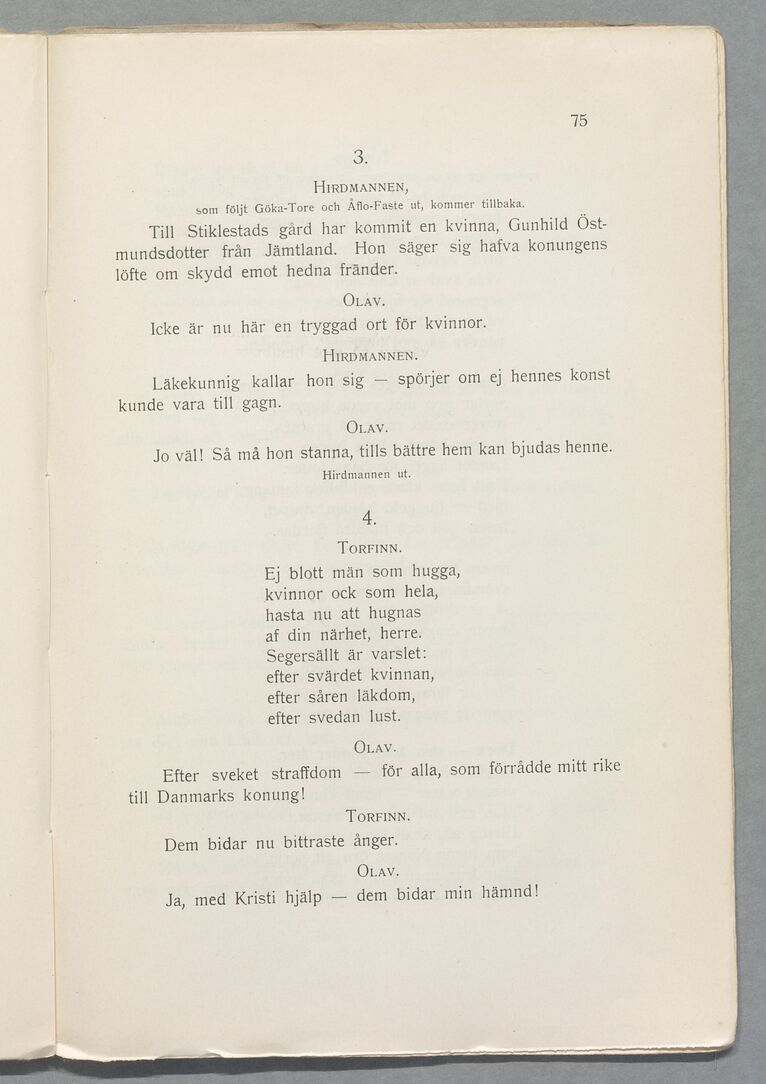 75
3.
HIRDMANNEN,
som följt Göka-Tore och Åflo-Faste ut, kommer tillbaka.
Till Stiklestads gård har kommit en kvinna, Gunhild Öst-
mundsdotter från Jämtland. Hon säger sig hafva konungens
löfte om skydd emot hedna fränder.
OLAV.
Icke är nu här en tryggad ort för kvinnor.
HIRDMANNEN.
Läkekunnig kallar hon sig — spörjer om ej hennes konst
kunde vara till gagn.
OLAV.
Jo väl! Så må hon stanna, tills bättre hem kan bjudas henne.
Hirdmannen ut.
4.
TORFINN.
Ej blott män som hugga,
kvinnor ock som hela,
hasta nu att hugnas
af din närhet, herre.
Segersällt är varslet:
efter svärdet kvinnan,
efter såren läkdom,
efter svedan lust.
OLAV.
Efter sveket straffdom — för alla, som förrådde mitt rike
till Danmarks konung!
TORFINN.
Dem bidar nu bittraste ånger.
OLAV.
Ja, med Kristi hjälp — dem bidar min hämnd!